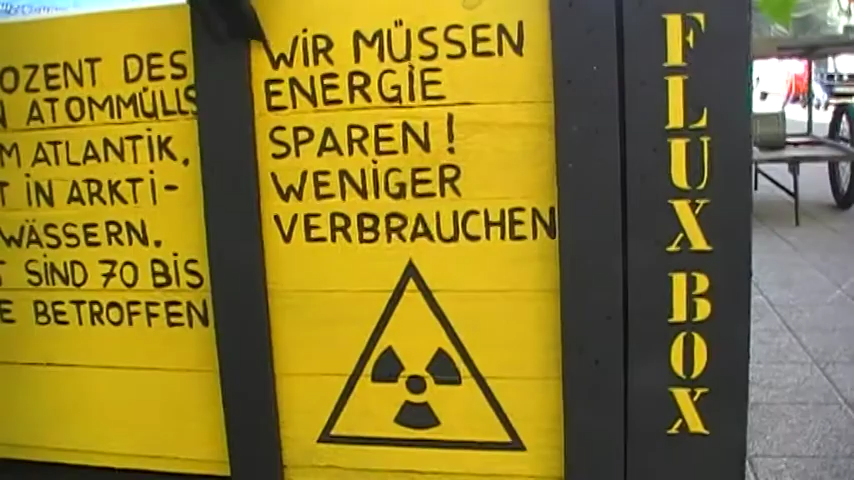 OZENT DES
N ATOMMÜLLS
M ATLANTIK,
T IN ARKTI-
WÄSSERN.
T SIND 70 BIS
E BETROFFEN
WIR MÜSSEN
ENERGIE
SPAREN!
WENIGER
VERBRAUCHEN
FLUXBOX